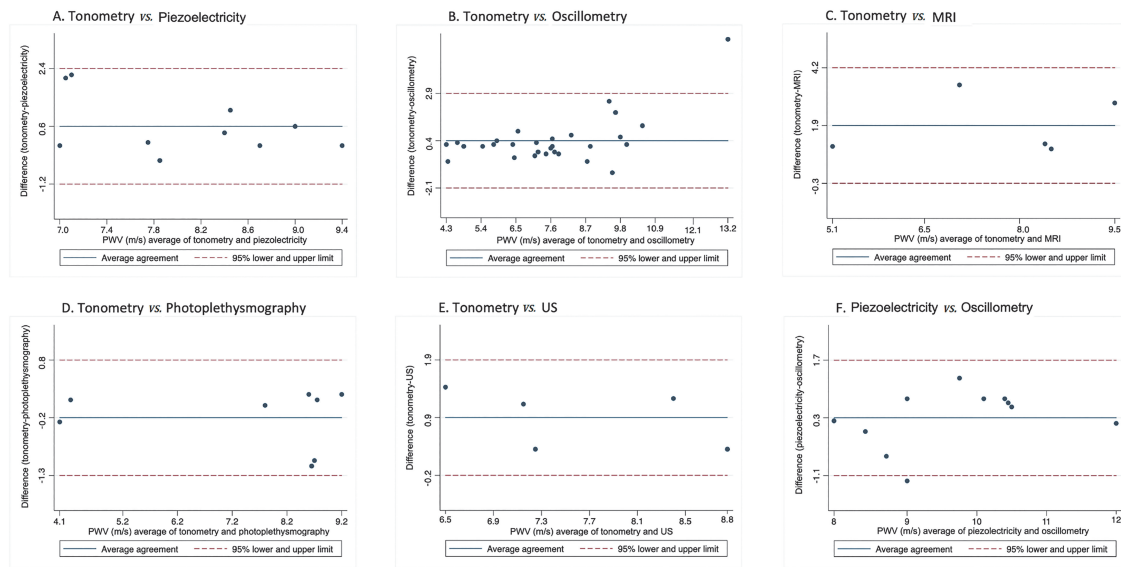 A. Tonometry vs. Piezoelectricity
Difference (tonometry-piezoelectricity)
2.4
0.6
-1.2
7.0 7.4 7.8 8.2 8.6 9.0 9.4
PWV (m/s) average of tonometry and piezolectricity
Average agreement 95% lower and upper limit
B. Tonometry vs. Oscillometry
Difference (tonometry-oscillometry)
2.9
0.4
-2.1
4.3 5.4 6.5 7.6 8.7 9.8 10.9 12.1 13.2
PWV (m/s) average of tonometry and oscillometry
Average agreement 95% lower and upper limit
C. Tonometry vs. MRI
Difference (tonometry-MRI)
4.2
1.9
-0.3
5.1 6.5 8.0 9.5
PWV (m/s) average of tonometry and MRI
Average agreement 95% lower and upper limit
D. Tonometry vs. Photoplethysmography
Difference (tonometry-photoplethysmography)
0.8
-0.2
-1.3
4.1 5.2 6.2 7.2 8.2 9.2
PWV (m/s) average of tonometry and photoplethysmography
Average agreement 95% lower and upper limit
E. Tonometry vs. US
Difference (tonometry-US)
1.9
0.9
-0.2
6.5 6.9 7.3 7.7 8.1 8.5 8.8
PWV (m/s) average of tonometry and US
Average agreement 95% lower and upper limit
F. Piezoelectricity vs. Oscillometry
Difference (piezoelectricity-oscillometry)
1.7
0.3
-1.1
8 9 10 11 12
PWV (m/s) average of piezolectricity and oscillometry
Average agreement 95% lower and upper limit